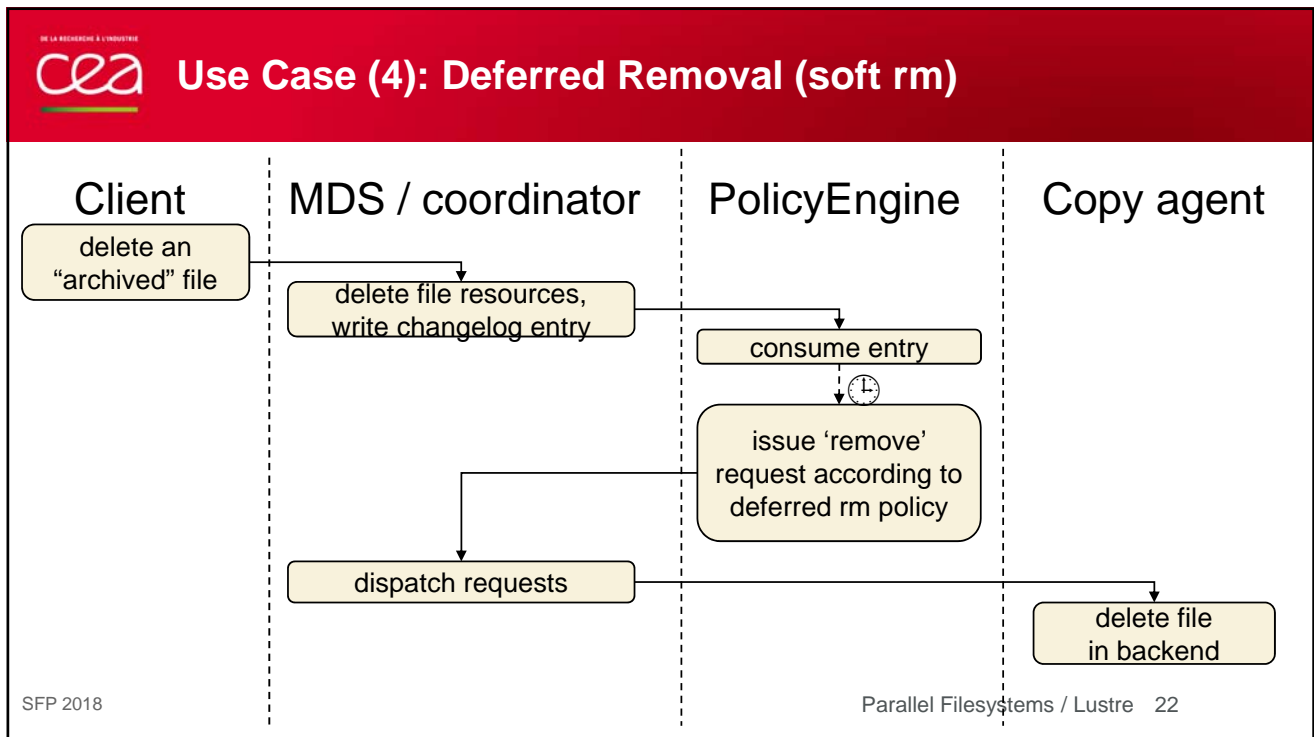 DE LA RECHERCHE À L'INDUSTRIE
cea
Use Case (4): Deferred Removal (soft rm)
Client
MDS / coordinator
PolicyEngine
Copy agent
delete an
“archived” file
delete file resources,
write changelog entry
consume entry
issue ‘remove’
request according to
deferred rm policy
dispatch requests
delete file
in backend
SFP 2018
Parallel Filesystems / Lustre 22